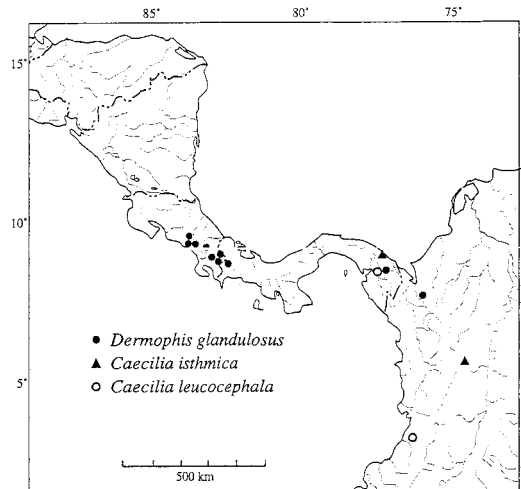 85° 80° 75°
15°
10°
5°
Dermophis glandulosus
Caecilia isthmica
Caecilia leucocephala
500 km